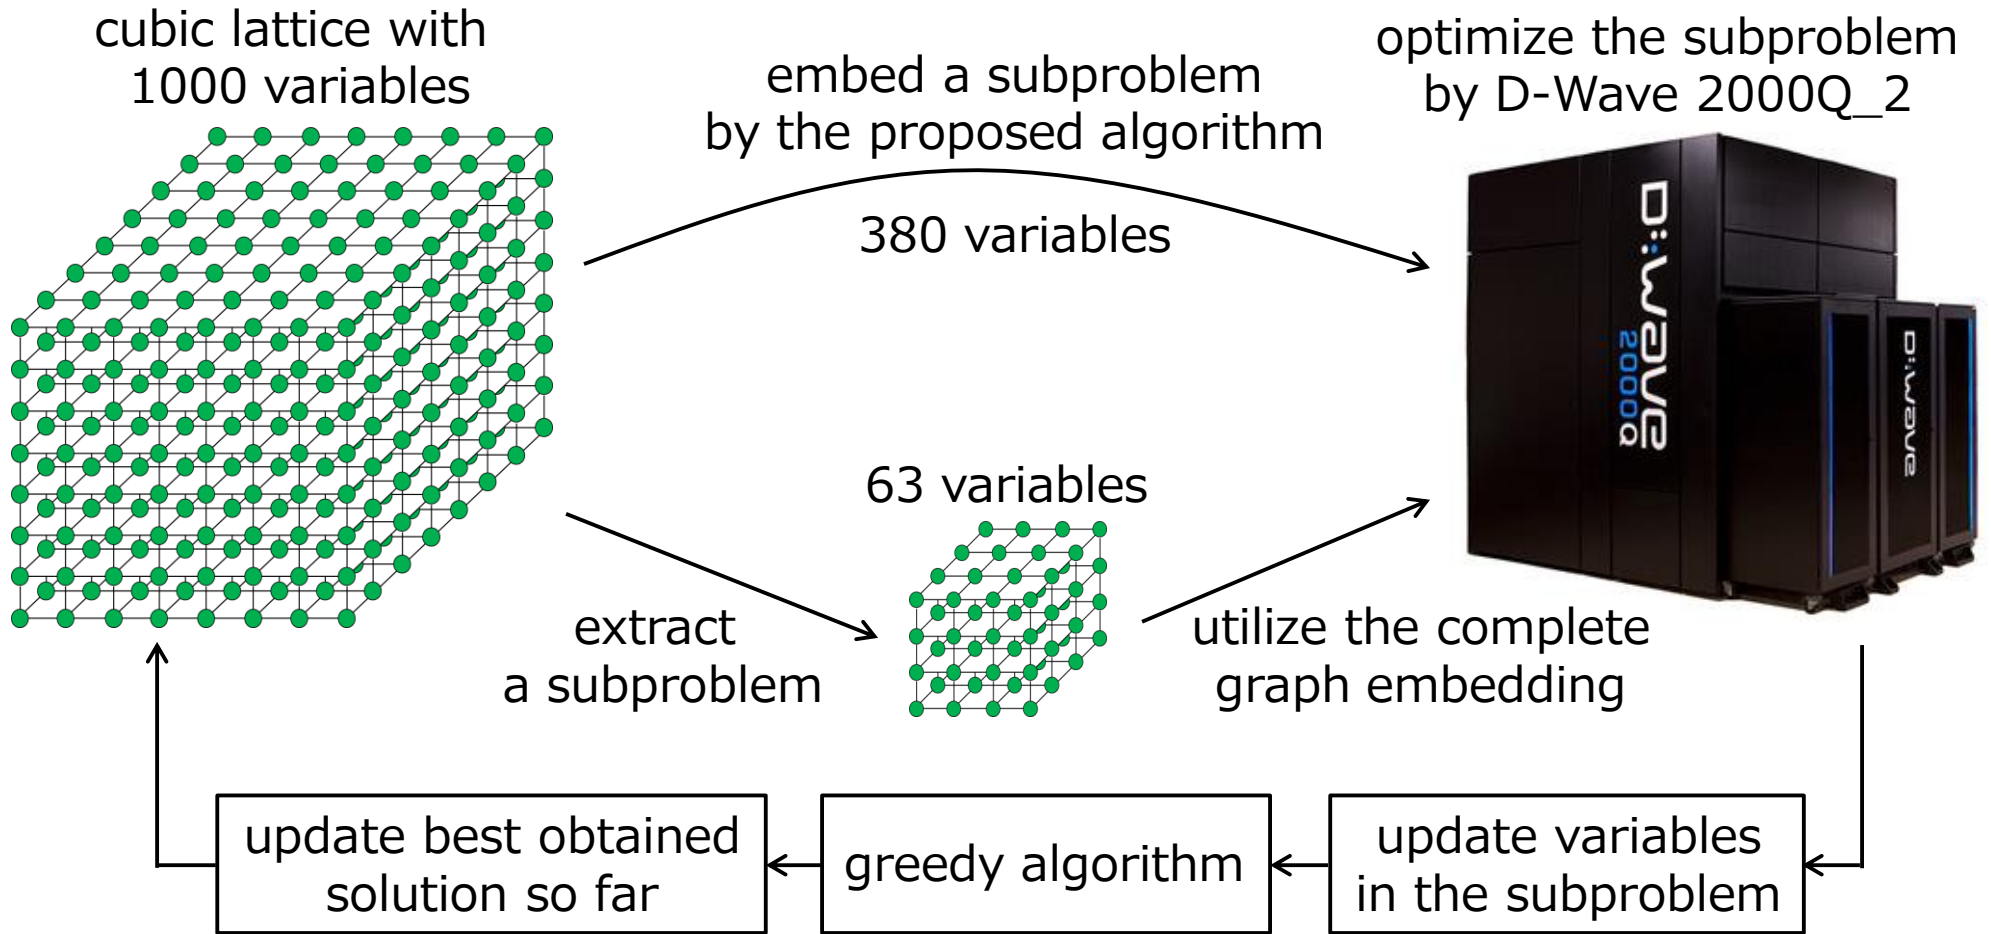 cubic lattice with
1000 variables
embed a subproblem
by the proposed algorithm
380 variables
optimize the subproblem
by D-Wave 2000Q_2
D:wave
2000Q
D:wave
63 variables
extract
a subproblem
utilize the complete
graph embedding
update best obtained
solution so far
greedy algorithm
update variables
in the subproblem